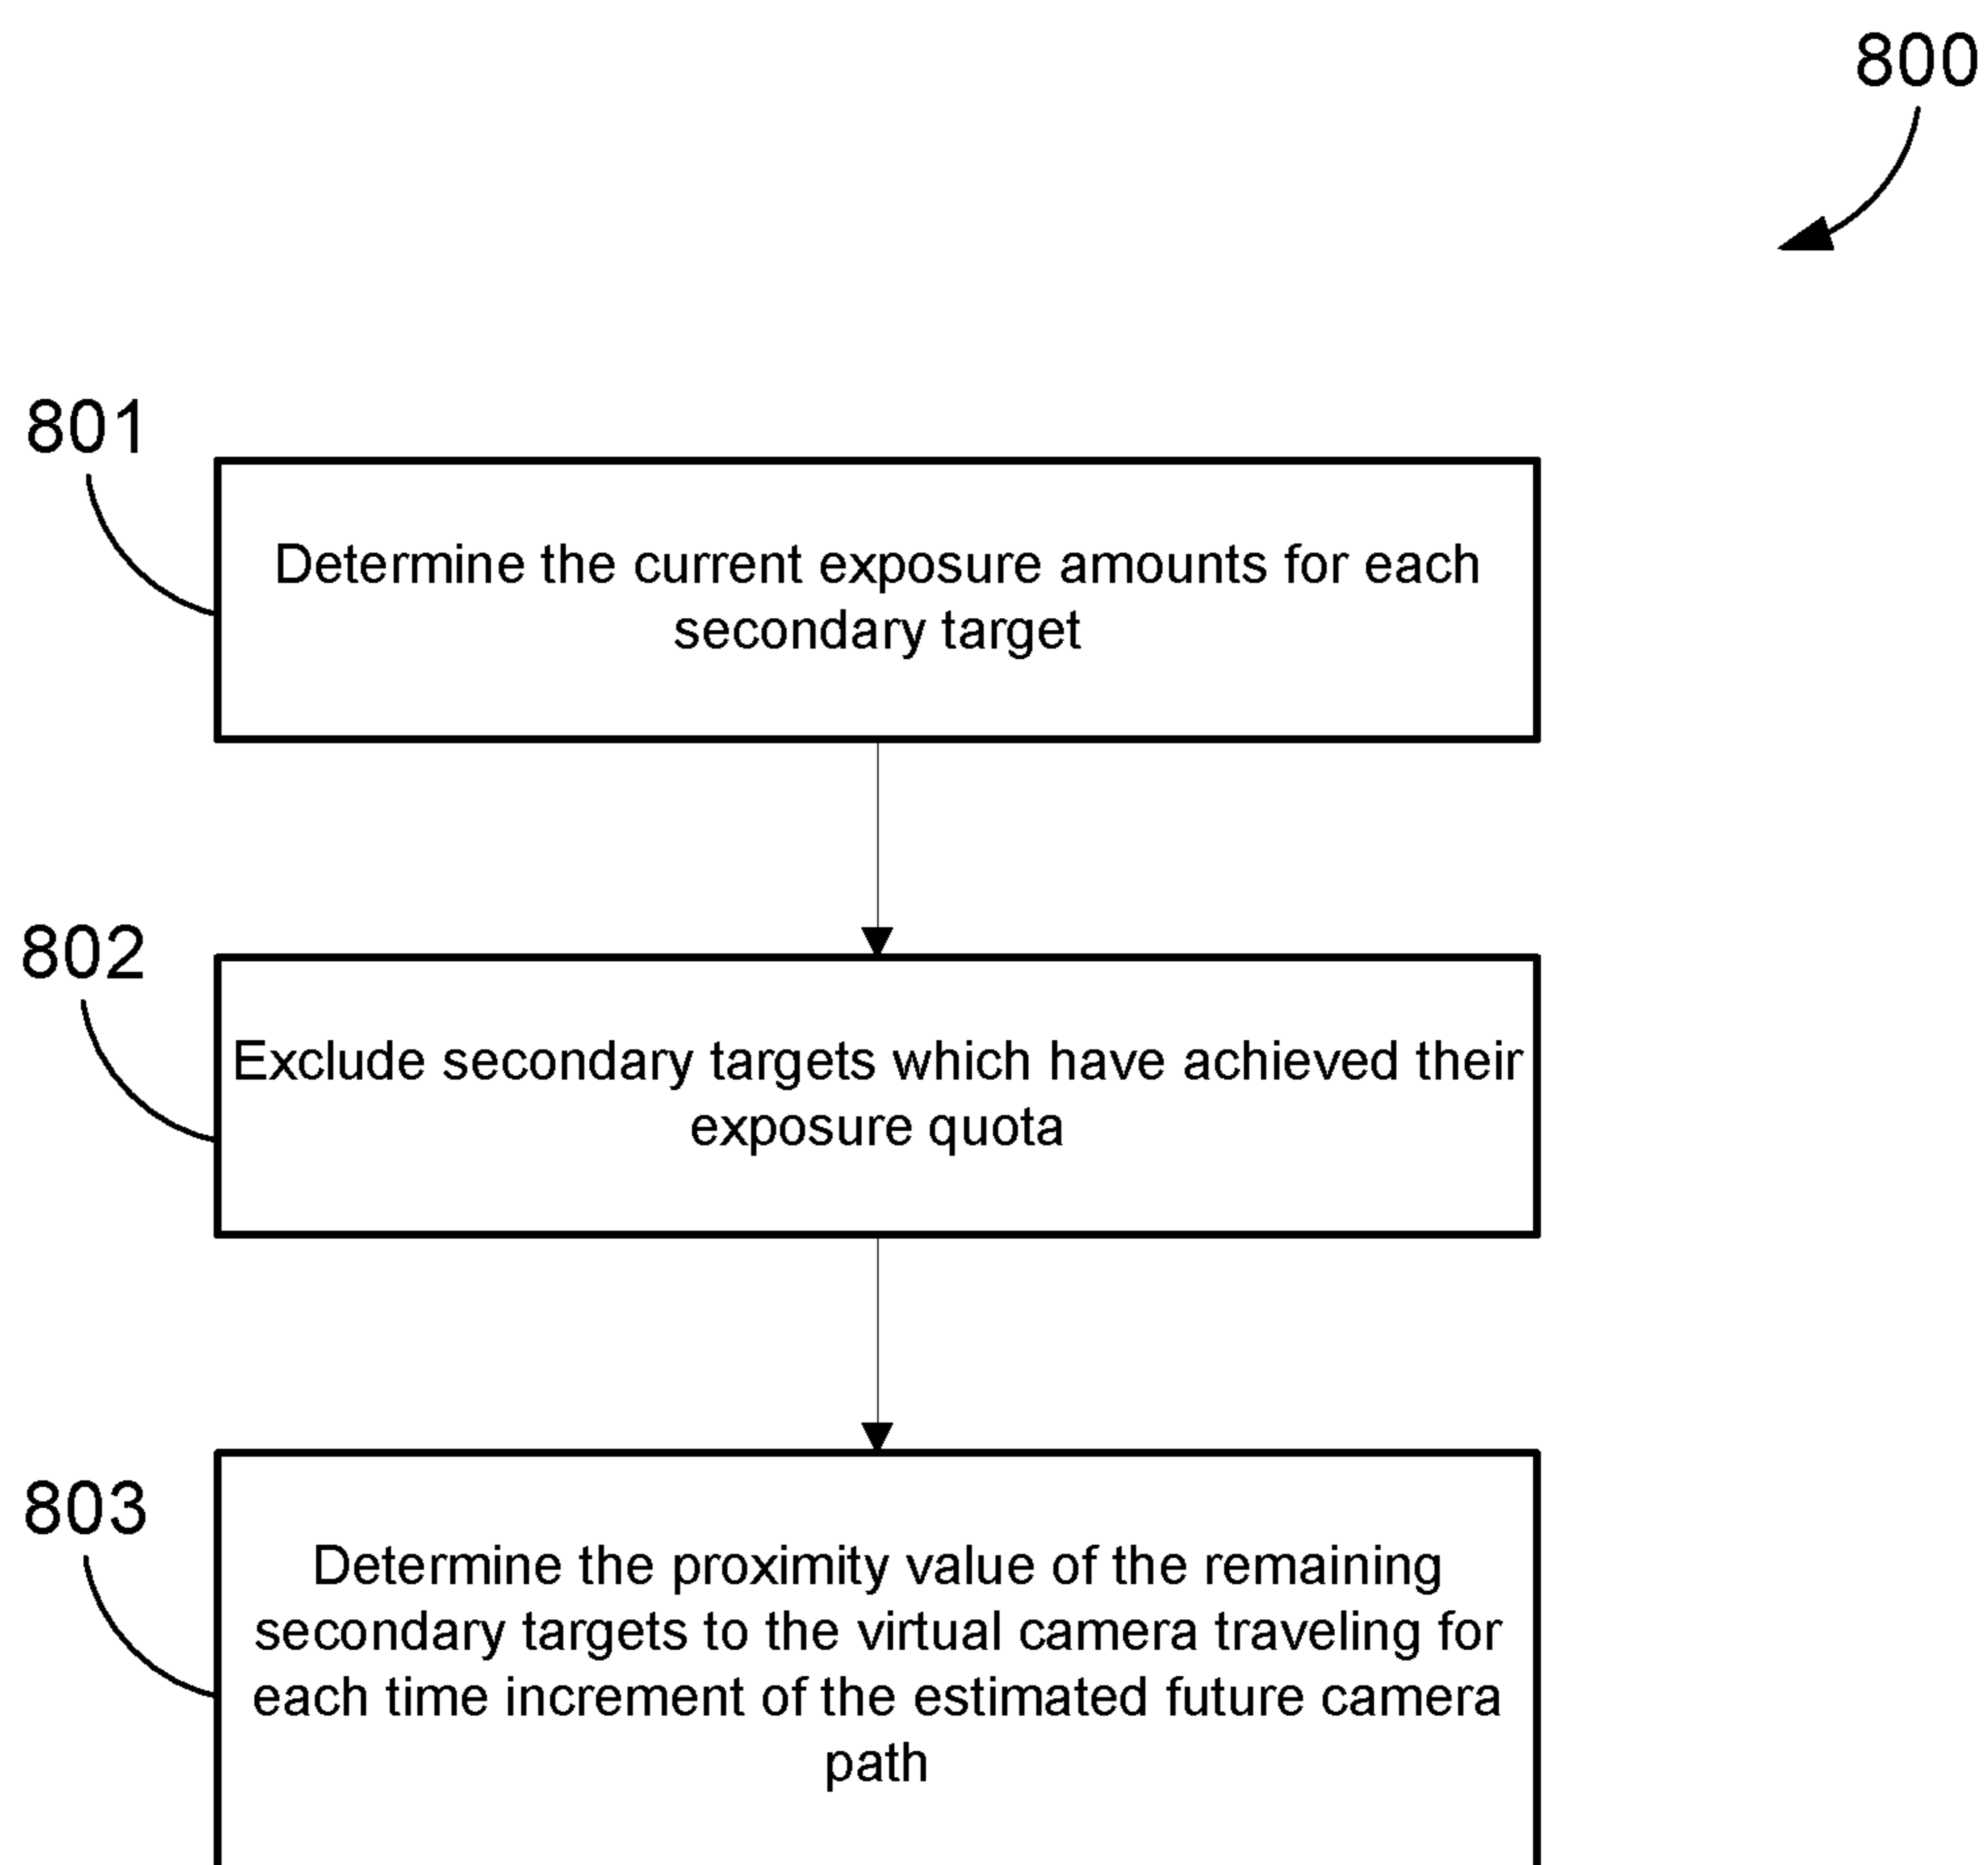 800
801
Determine the current exposure amounts for each
secondary target
802
Exclude secondary targets which have achieved their
exposure quota
803
Determine the proximity value of the remaining
secondary targets to the virtual camera traveling for
each time increment of the estimated future camera
path